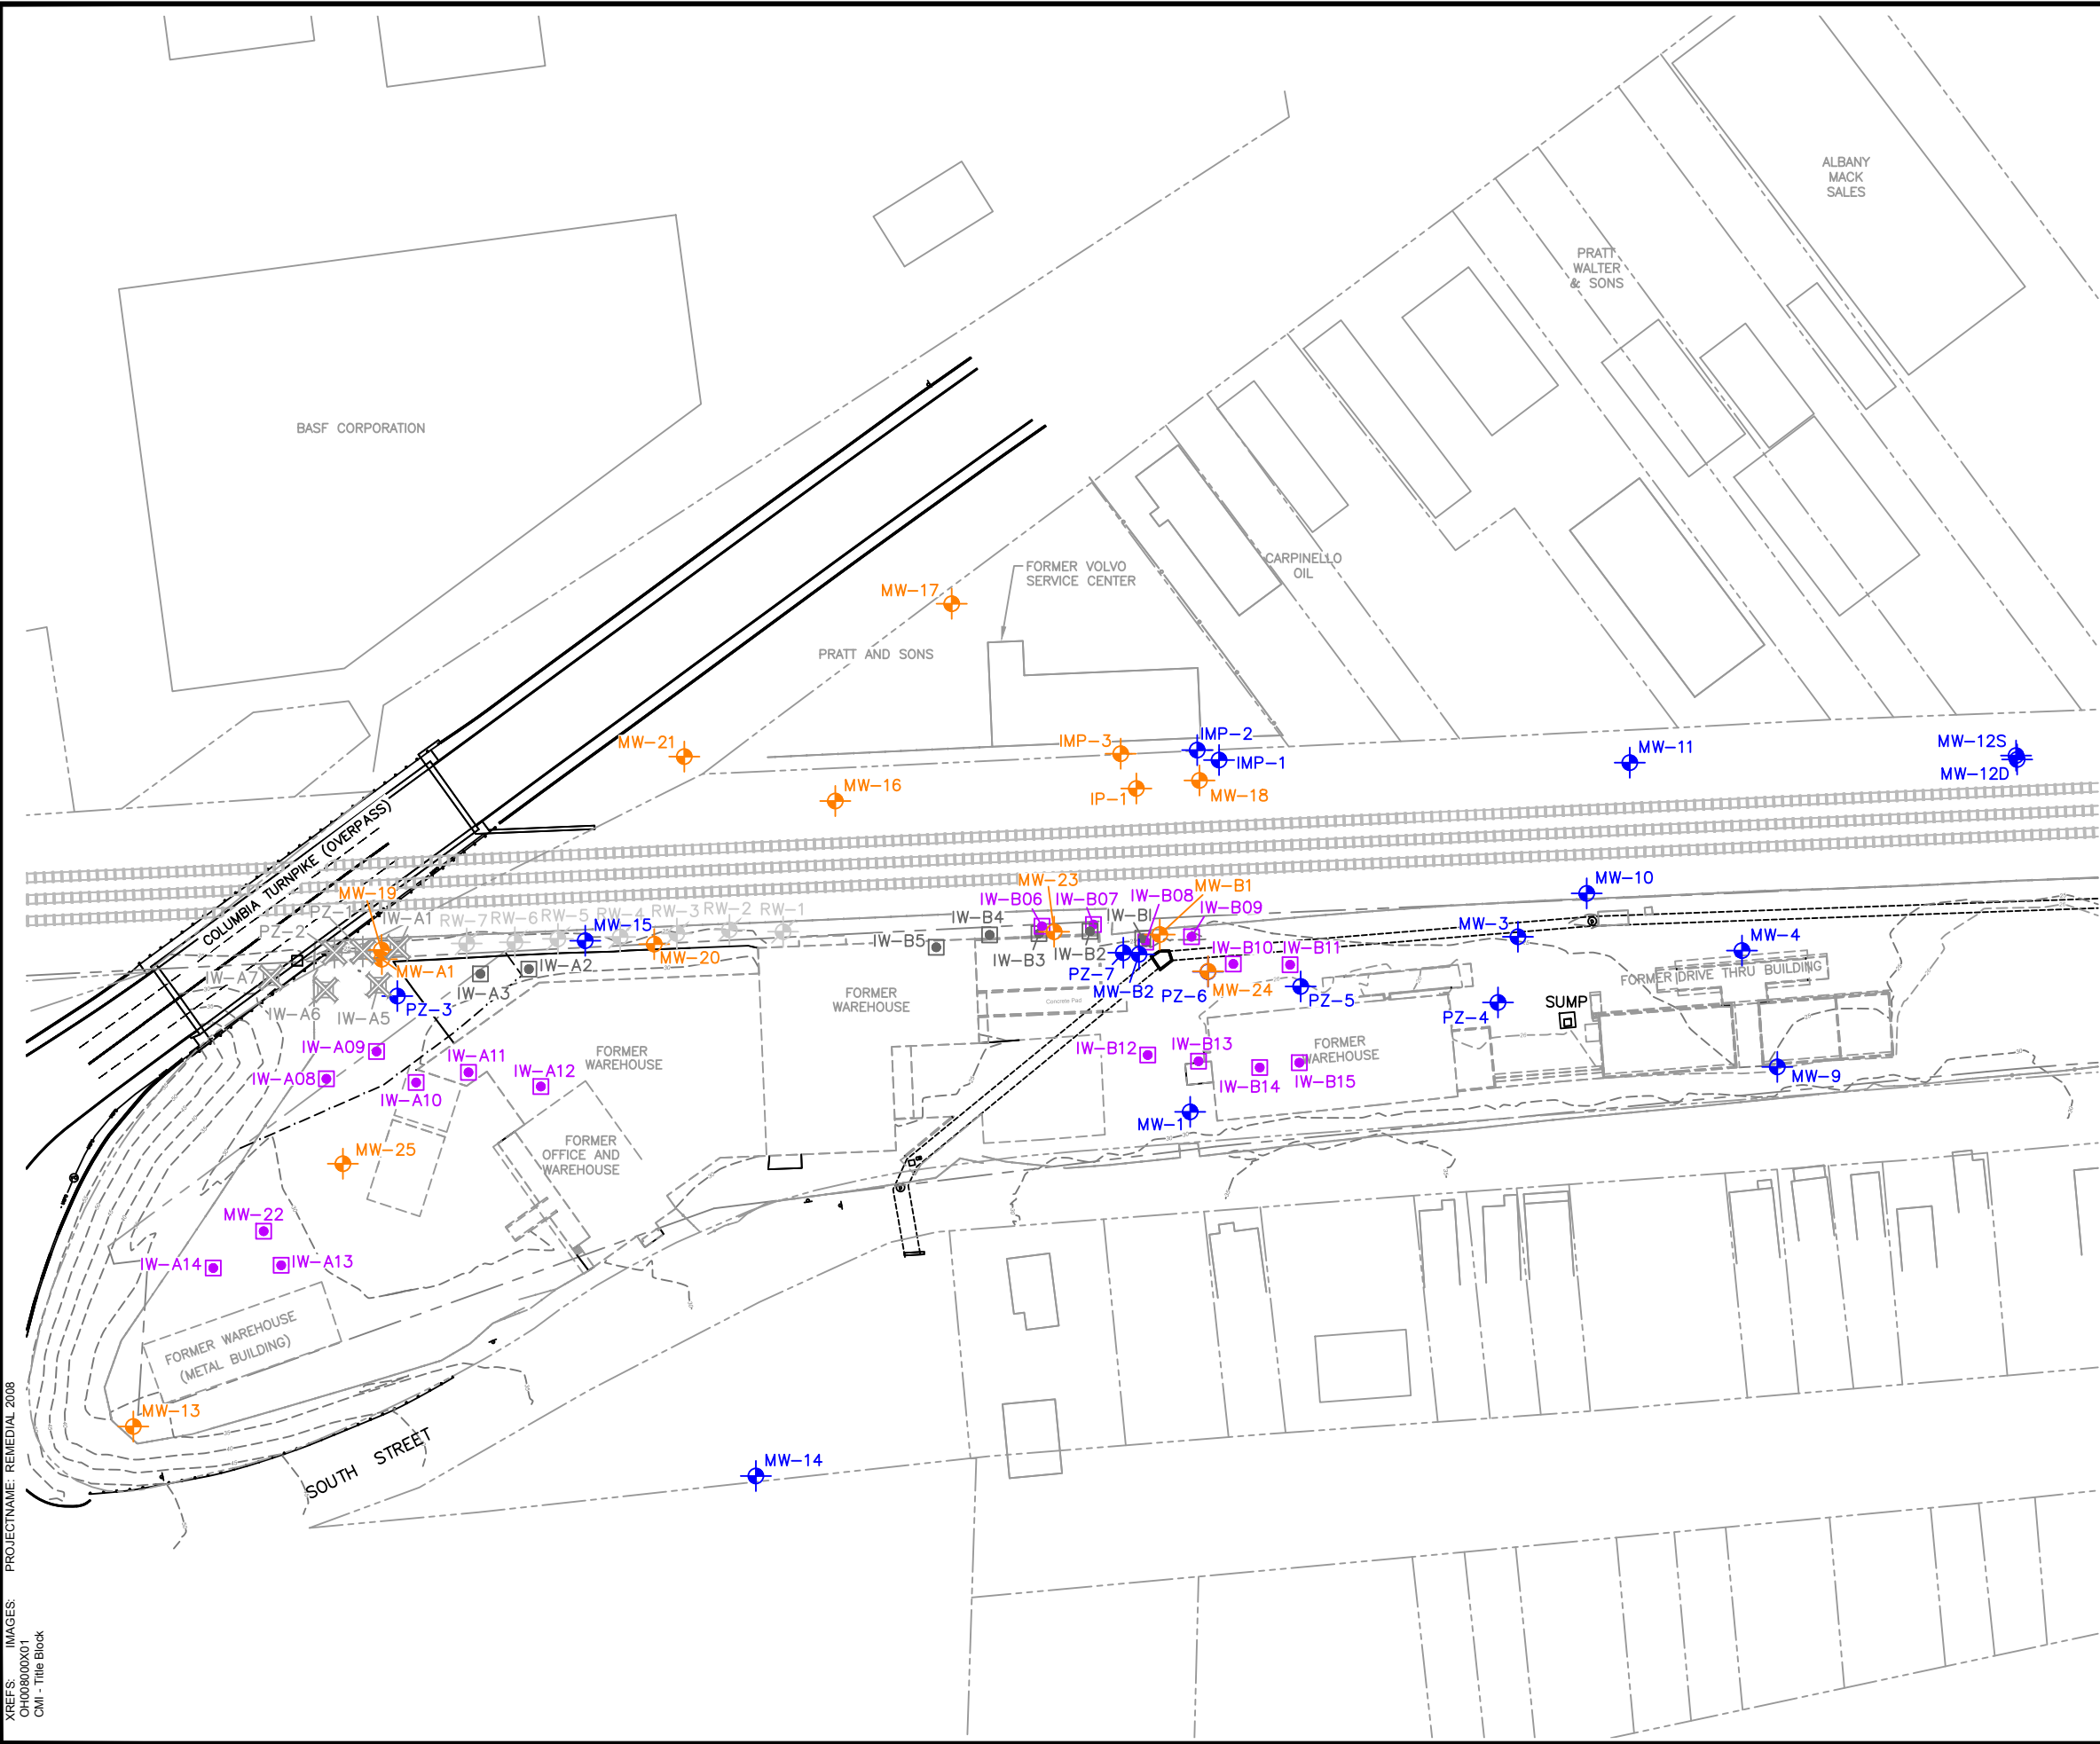 ALBANY
MACK
SALES
PRATT
WALTER
& SONS
BASF CORPORATION
CARPINELLO
OIL
FORMER VOLVO
SERVICE CENTER
MW-17
PRATT AND SONS
MW-21
IMP-3
IMP-2
IMP-1
MW-11
MW-12S
MW-12D
MW-16
IP-1
MW-18
COLUMBIA TURNPIKE (OVERPASS)
MW-19
PZ-1
IW-A1
PZ-2
RW-7
RW-6
RW-5
RW-4
RW-3
RW-2
RW-1
MW-15
MW-20
MW-A1
IW-A7
IW-A6
IW-A5
PZ-3
IW-A3
IW-A2
IW-B5
IW-B4
MW-23
IW-B06
IW-B07
IW-B08
MW-B1
IW-B09
IW-B1
IW-B3
IW-B2
IW-B10
IW-B11
PZ-7
MW-B2
PZ-6
MW-24
PZ-5
MW-10
MW-3
MW-4
FORMER DRIVE THRU BUILDING
PZ-4
SUMP
MW-9
Concrete Pad
FORMER
WAREHOUSE
FORMER
WAREHOUSE
FORMER
WAREHOUSE
IW-A09
IW-A08
IW-A11
IW-A12
IW-A10
IW-B12
IW-B13
IW-B14
IW-B15
MW-1
FORMER
OFFICE AND
WAREHOUSE
MW-25
MW-22
IW-A14
IW-A13
FORMER WAREHOUSE
(METAL BUILDING)
MW-13
SOUTH STREET
MW-14
XREFS: IMAGES: PROJECTNAME: REMEDIAL 2008
OH008000X01
CMI - Title Block